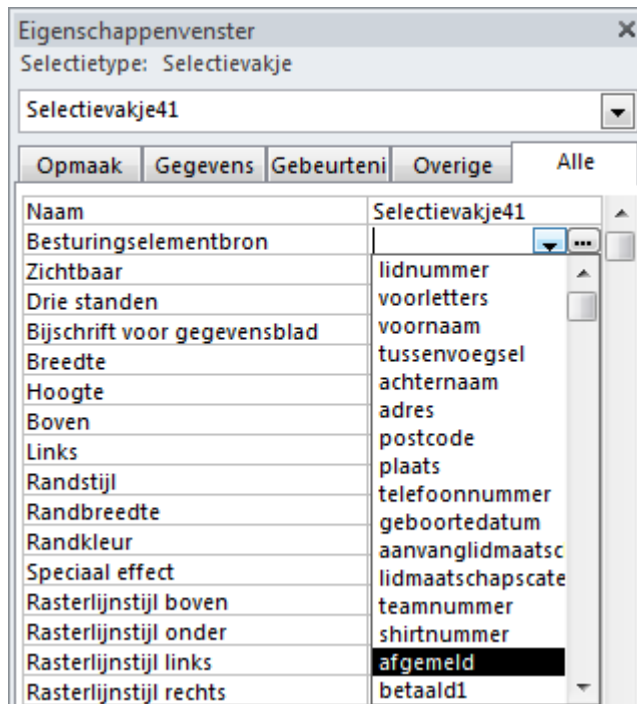 Eigenschappenvenster
Selectietype: Selectievakje
Selectievakje41
Opmaak Gegevens Gebeurteni Overige Alle
Naam Selectievakje41
Besturingselementbron
Zichtbaar lidnummer
Drie standen voorletters
Bijschrift voor gegevensblad voornaam
Breedte tussenvoegsel
Hoogte achternaam
Boven adres
Links postcode
Randstijl plaats
Randbreedte telefoonnummer
Randkleur geboortedatum
Speciaal effect aanvanglidmaatsc
Rasterlijnstijl boven lidmaatschapscate
Rasterlijnstijl onder teamnummer
Rasterlijnstijl links shirtnummer
Rasterlijnstijl rechts afgemeld
betaald1